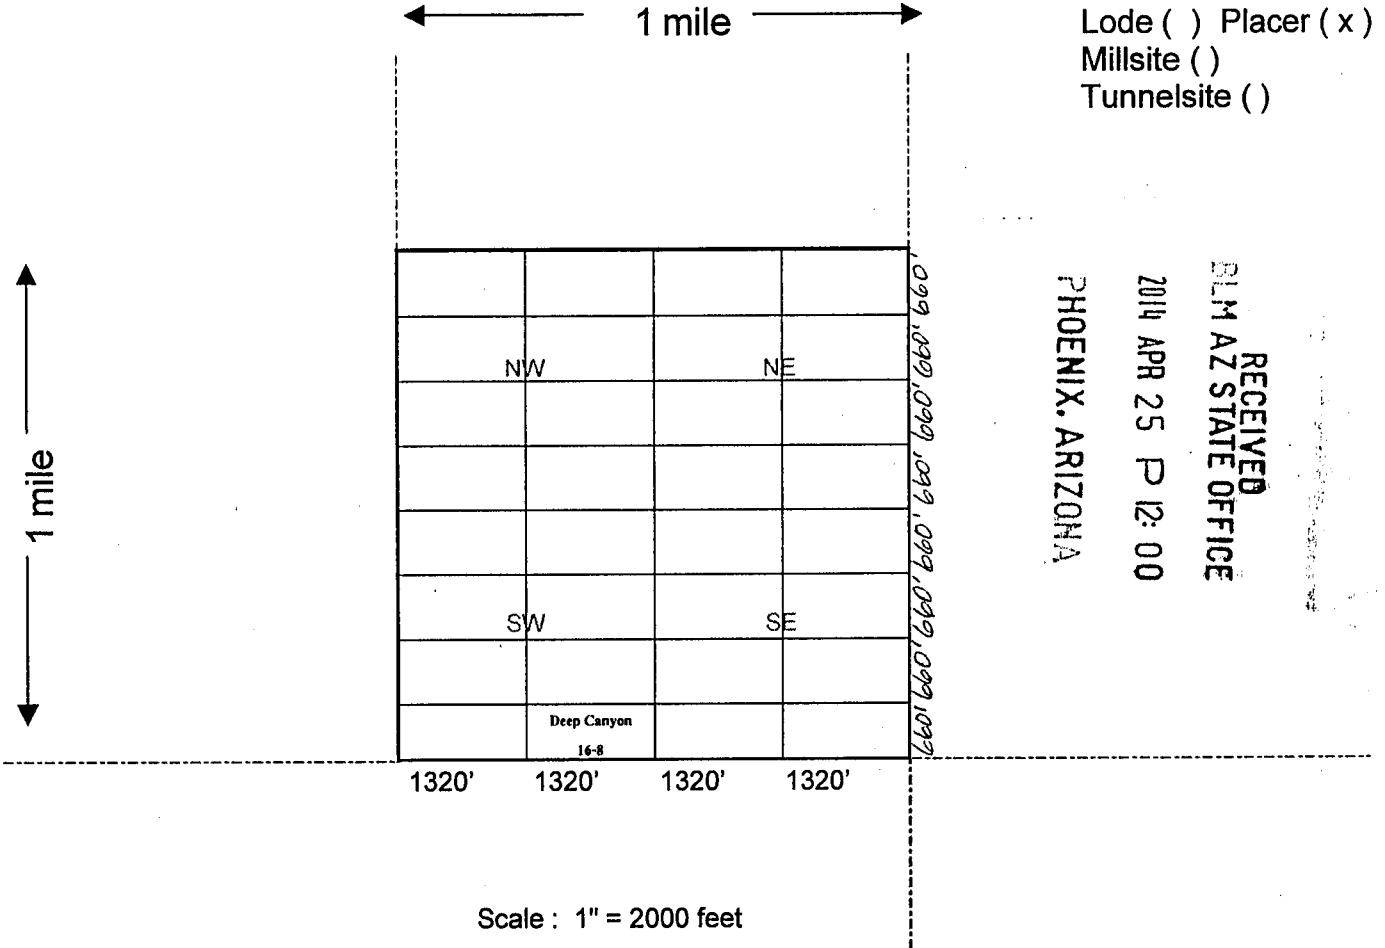 1 mile
Lode ( ) Placer ( x )
Millsite ( )
Tunnelsite ( )
1 mile
NW
NE
SW
SE
Deep Canyon
16-8
660'
660'
660'
660'
660'
660'
660'
660'
1320' 1320' 1320' 1320'
RECEIVED
BLM AZ STATE OFFICE
2014 APR 25 P 12: 00
PHOENIX, ARIZONA
Scale : 1" = 2000 feet